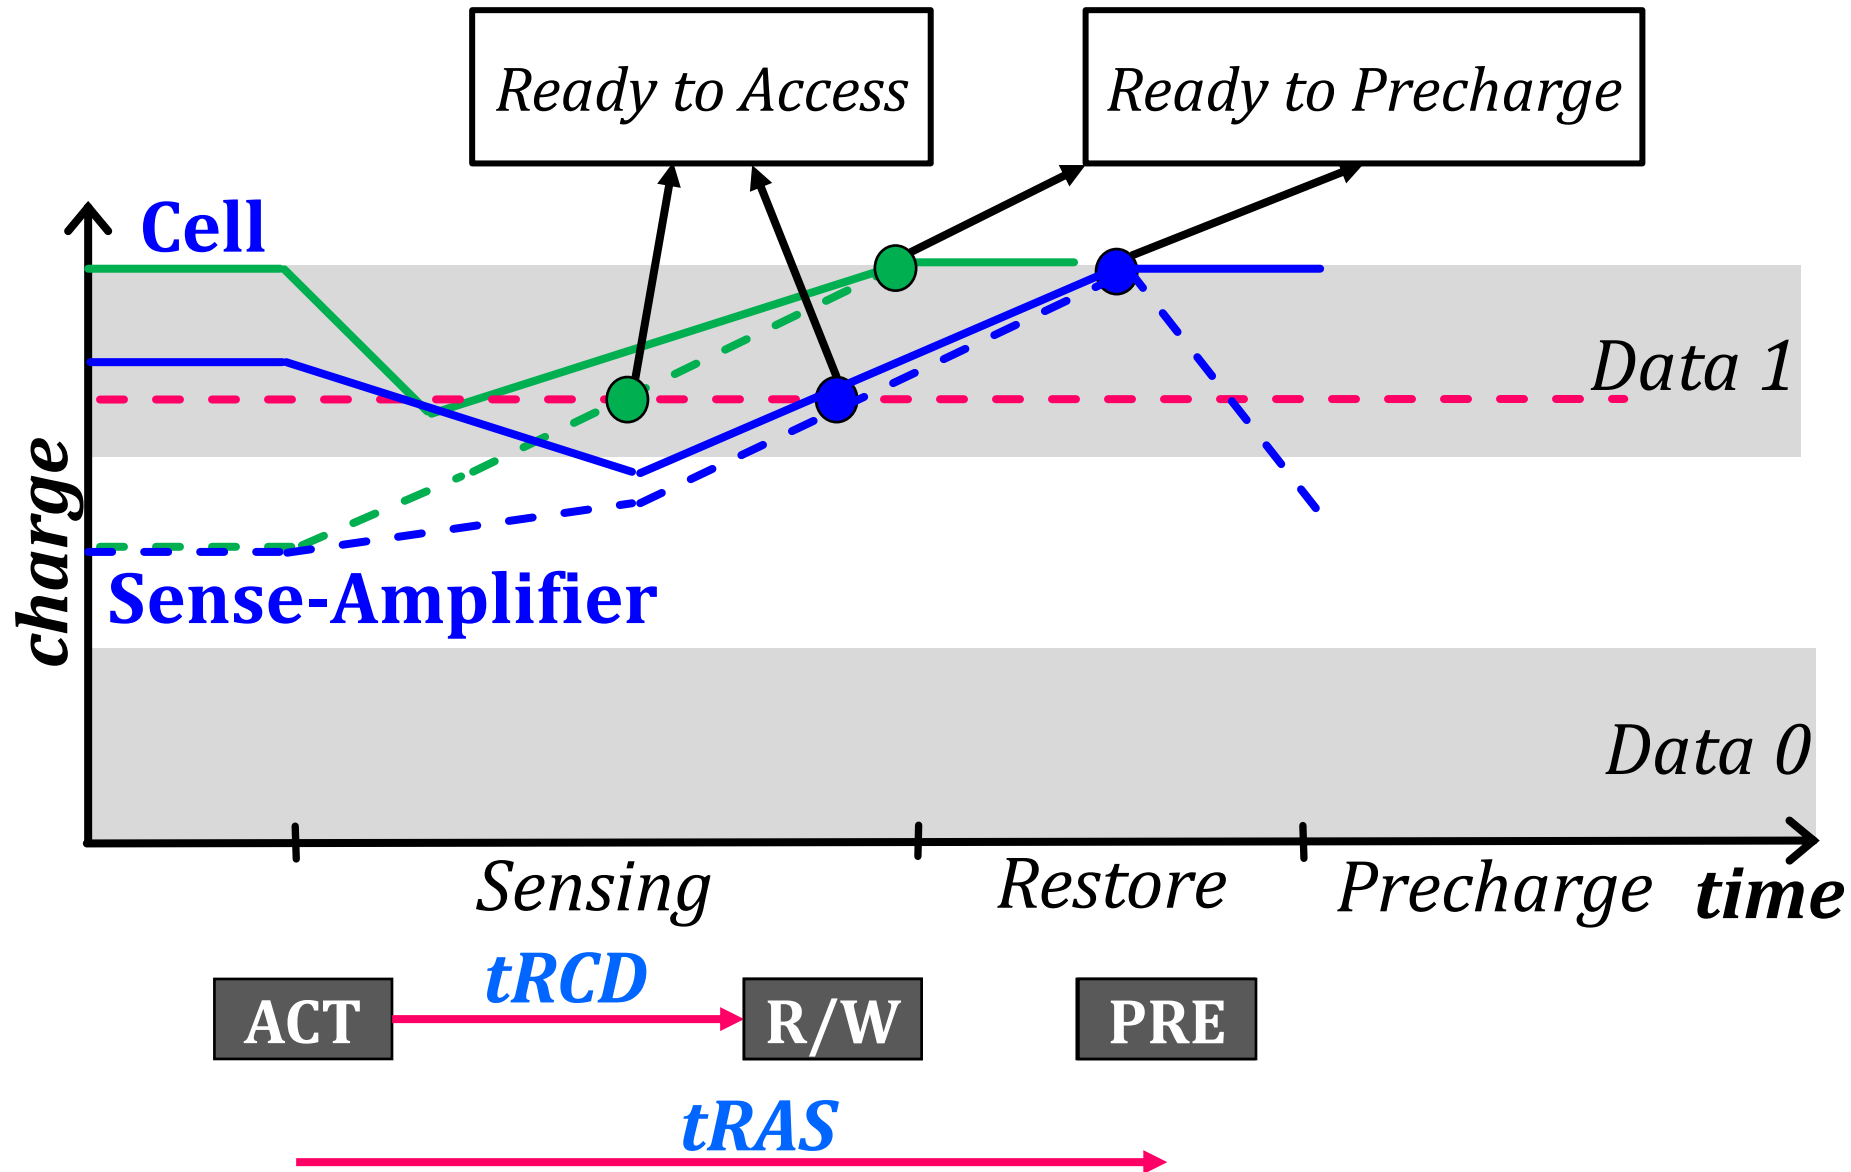 Ready to Access
Ready to Precharge
Cell
Data 1
charge
Sense-Amplifier
Data 0
Sensing
Restore
Precharge
time
tRCD
ACT
R/W
PRE
tRAS